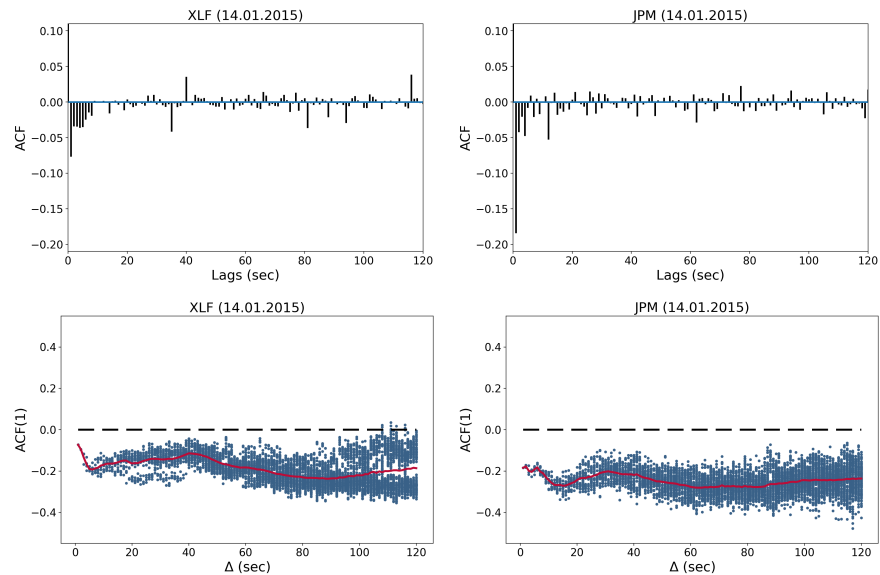 XLF (14.01.2015)
0.10
0.05
0.00
−0.05
−0.10
−0.15
−0.20
ACF
0 20 40 60 80 100 120
Lags (sec)
JPM (14.01.2015)
0.10
0.05
0.00
−0.05
−0.10
−0.15
−0.20
ACF
0 20 40 60 80 100 120
Lags (sec)
XLF (14.01.2015)
0.4
0.2
0.0
−0.2
−0.4
ACF(1)
0 20 40 60 80 100 120
Δ (sec)
JPM (14.01.2015)
0.4
0.2
0.0
−0.2
−0.4
ACF(1)
0 20 40 60 80 100 120
Δ (sec)